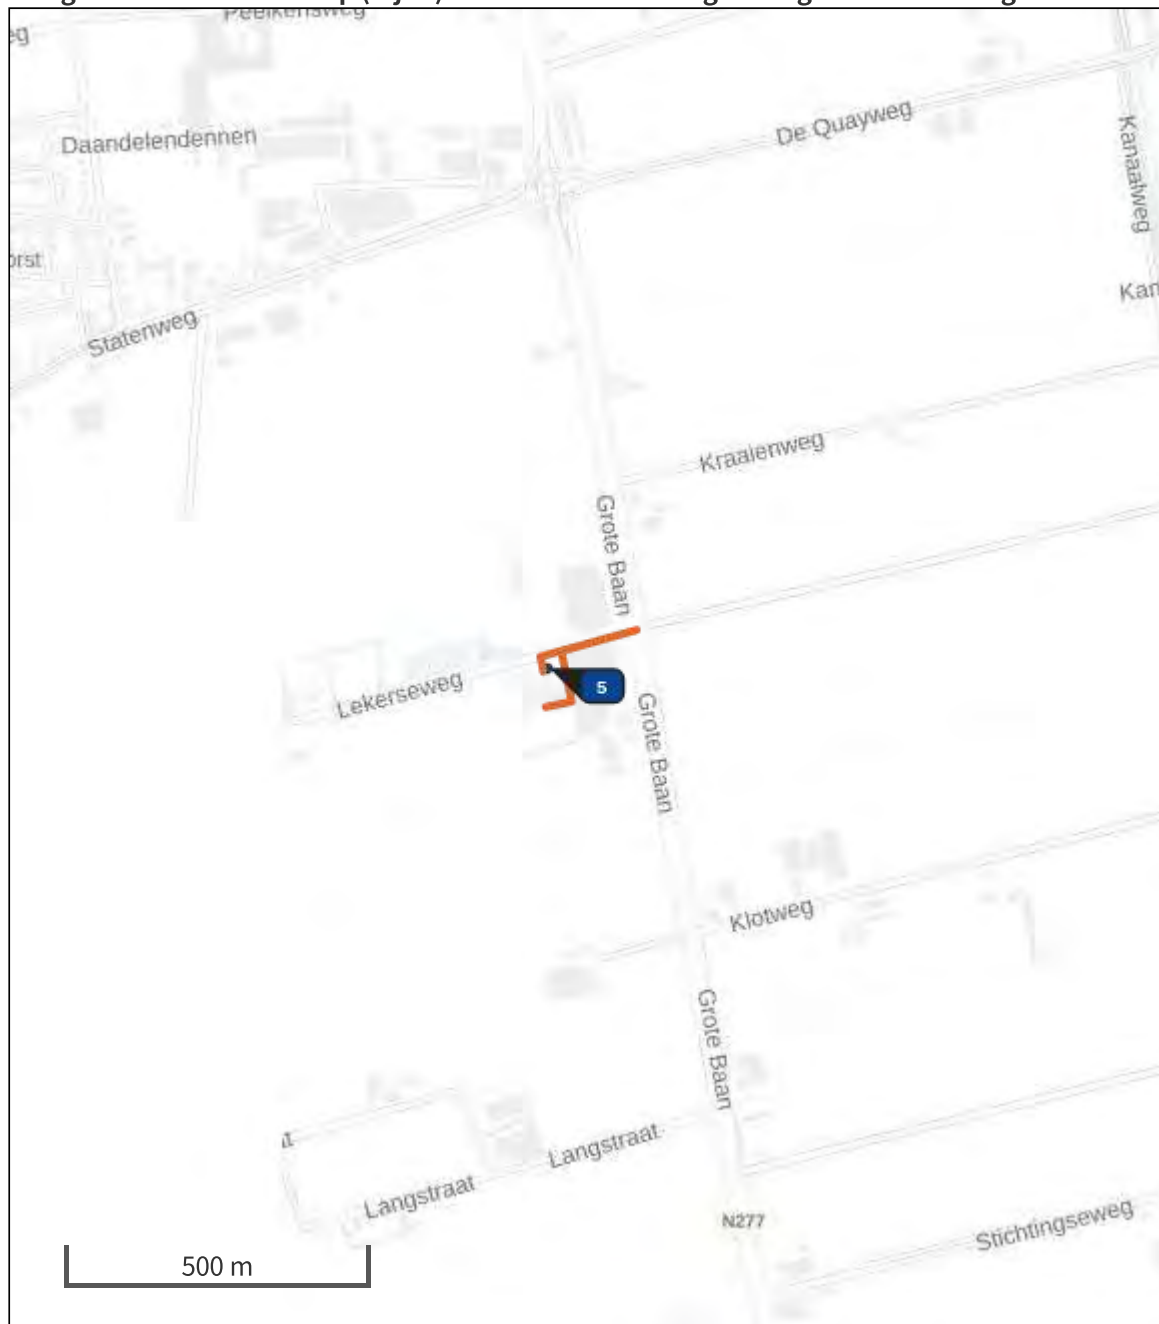 Peelkensweg
De Quayweg
Daandelendennen
Kanaalweg
Statenweg
Kraaienweg
Grote Baan
5
Lekerseweg
Grote Baan
Klotweg
Grote Baan
Langstraat
Langstraat
N277
Stichtingseweg
500 m